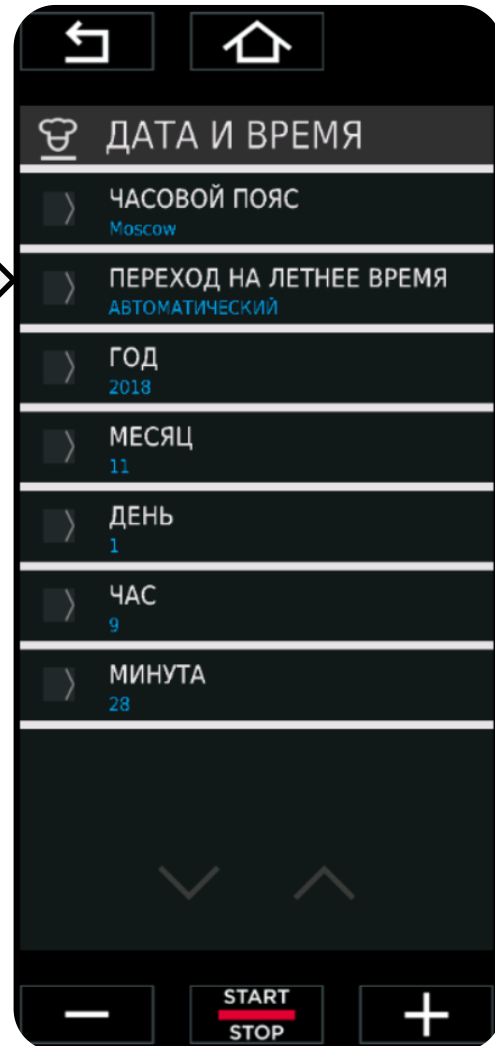 ДАТА И ВРЕМЯ
ЧАСОВОЙ ПОЯС
Moscow
ПЕРЕХОД НА ЛЕТНЕЕ ВРЕМЯ
АВТОМАТИЧЕСКИЙ
ГОД
2018
МЕСЯЦ
11
ДЕНЬ
1
ЧАС
9
МИНУТА
28
START
STOP